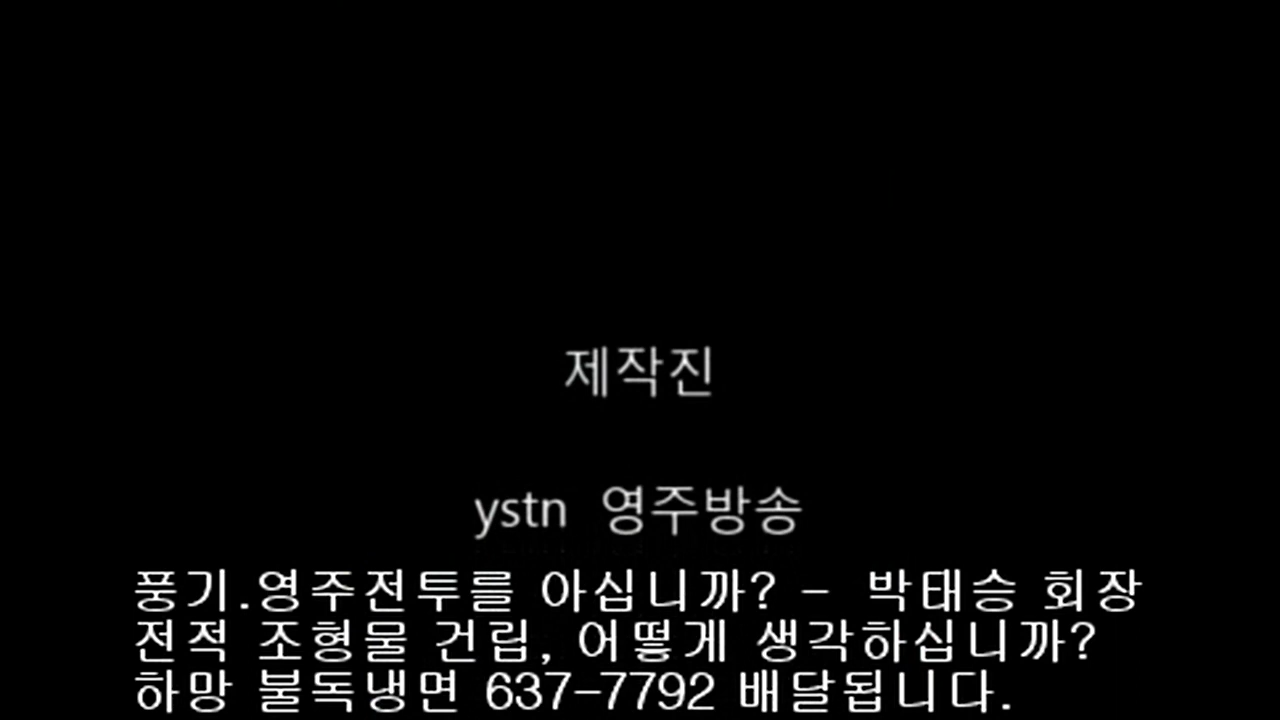 제작진
ystn 영주방송
풍기.영주전투를 아십니까? - 박태승 회장
전적 조형물 건립, 어떻게 생각하십니까?
하망 불독냉면 637-7792 배달됩니다.